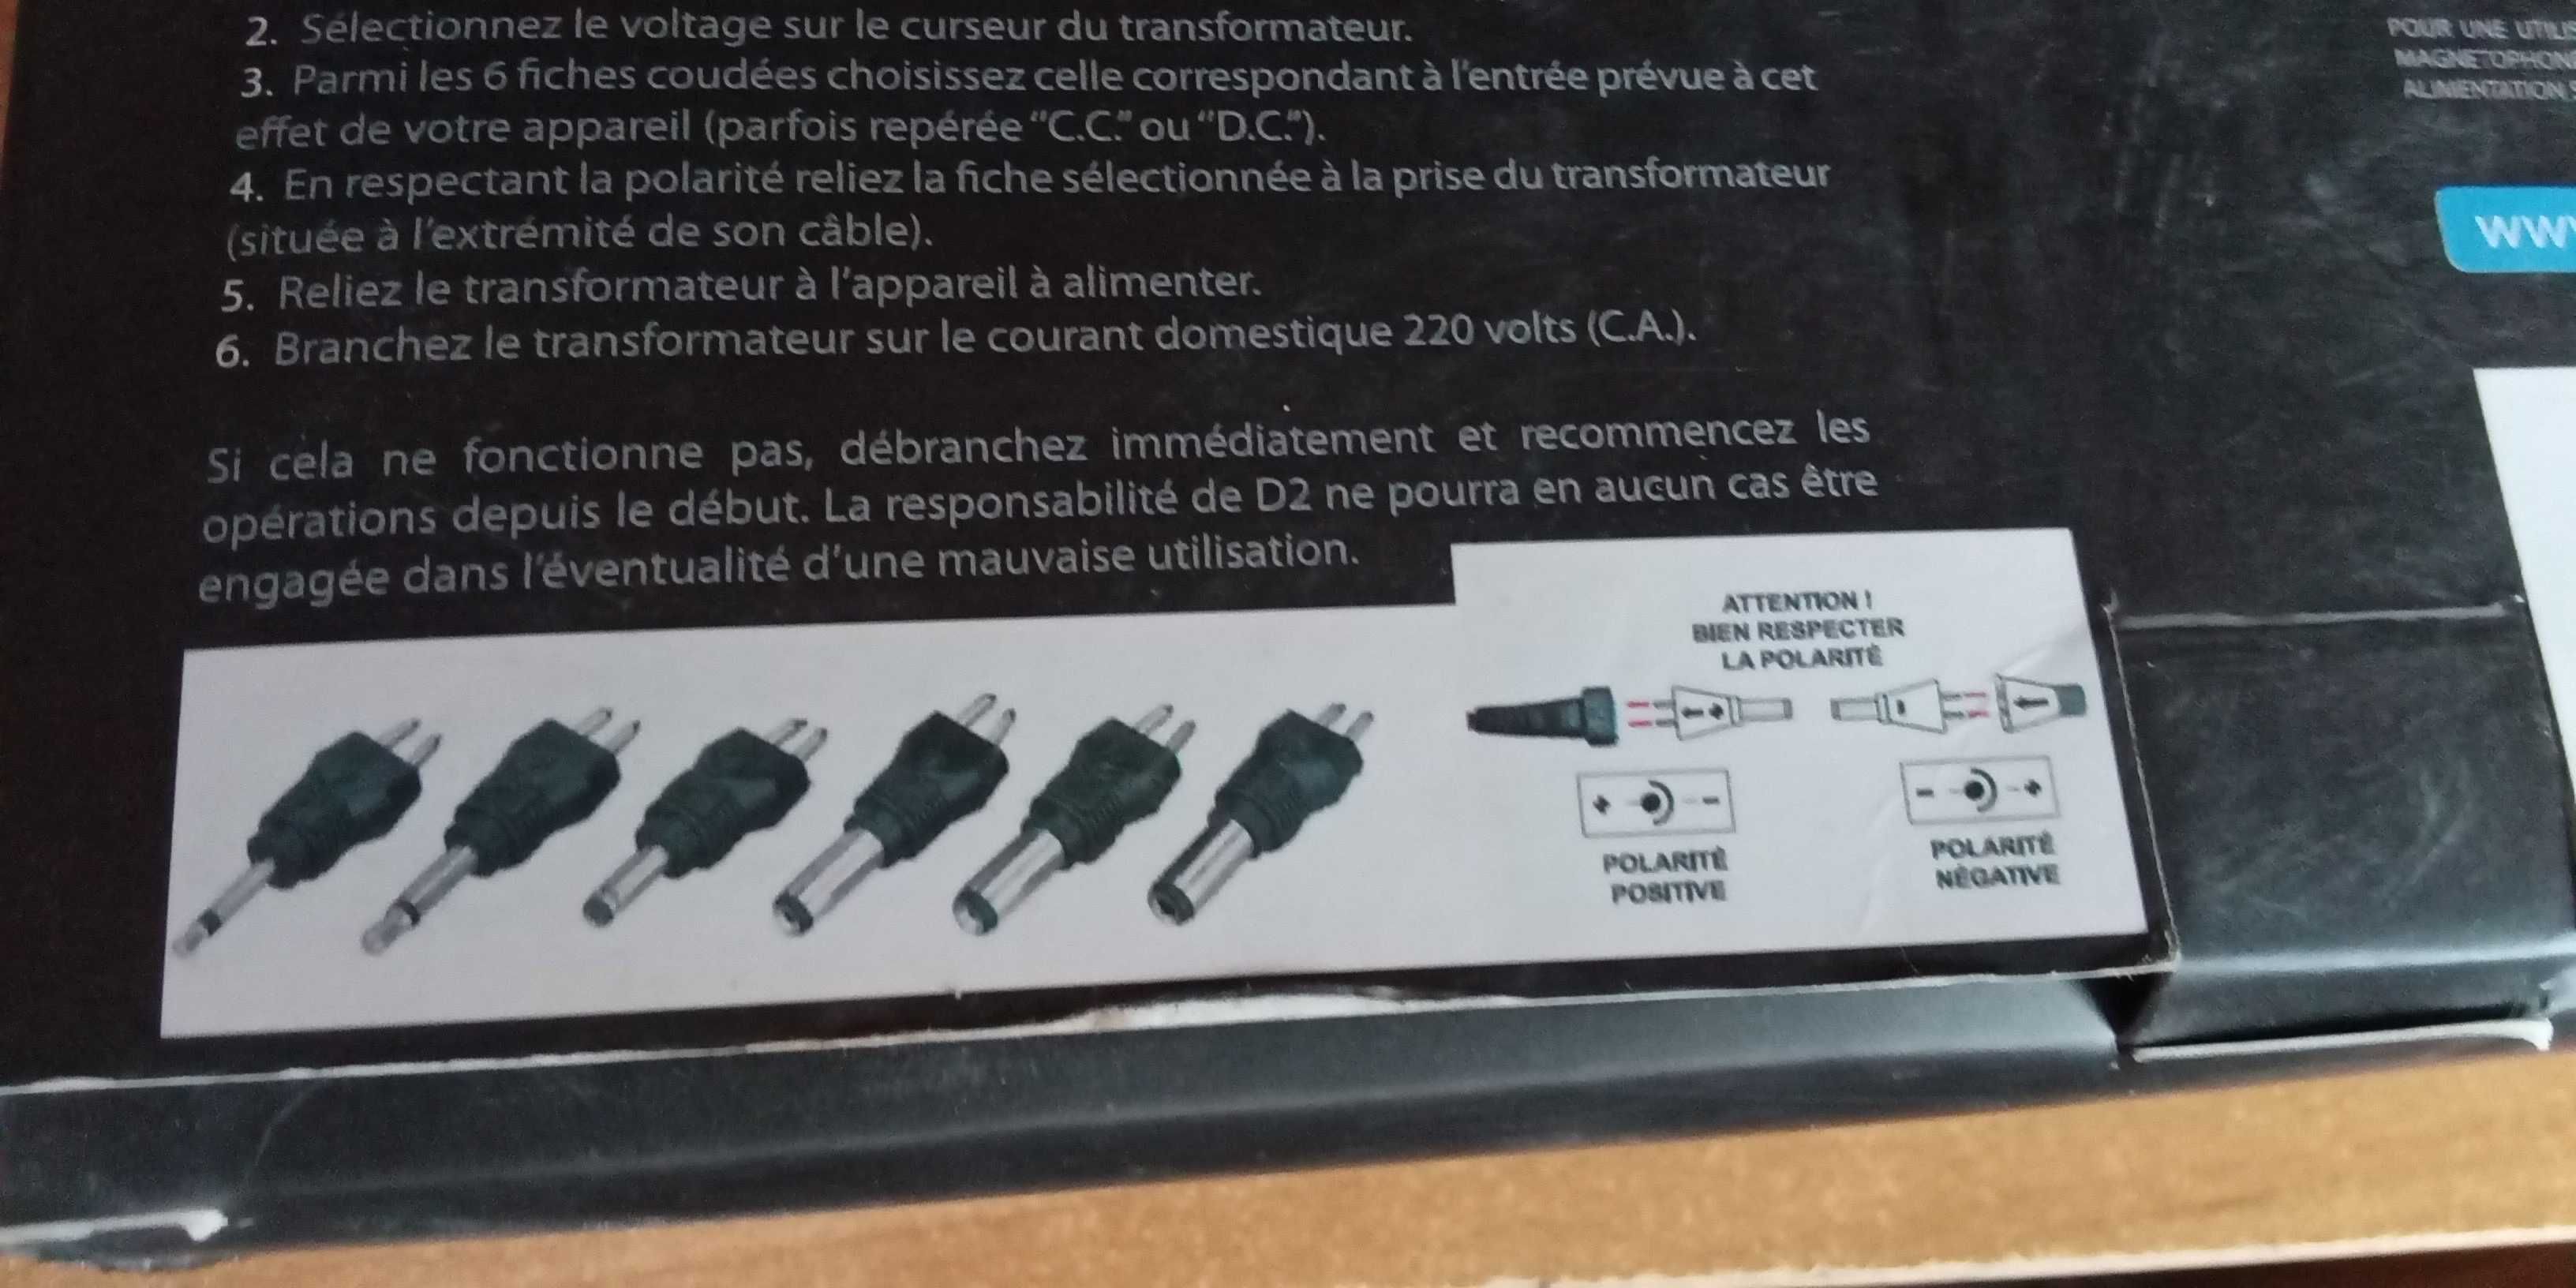 2. Sélectionnez le voltage sur le curseur du transformateur.
3. Parmi les 6 fiches coudées choisissez celle correspondant à l'entrée prévue à cet
effet de votre appareil (parfois repérée "C.C." ou "D.C.").
4. En respectant la polarité reliez la fiche sélectionnée à la prise du transformateur
(située à l'extrémité de son câble).
5. Reliez le transformateur à l'appareil à alimenter.
6. Branchez le transformateur sur le courant domestique 220 volts (C.A.).
Si cela ne fonctionne pas, débranchez immédiatement et recommencez les
opérations depuis le début. La responsabilité de D2 ne pourra en aucun cas être
engagée dans l'éventualité d'une mauvaise utilisation.
ATTENTION !
BIEN RESPECTER
LA POLARITÉ
+ -
POLARITÉ
POSITIVE
- +
POLARITÉ
NÉGATIVE
POUR UNE
ALIMENTATION